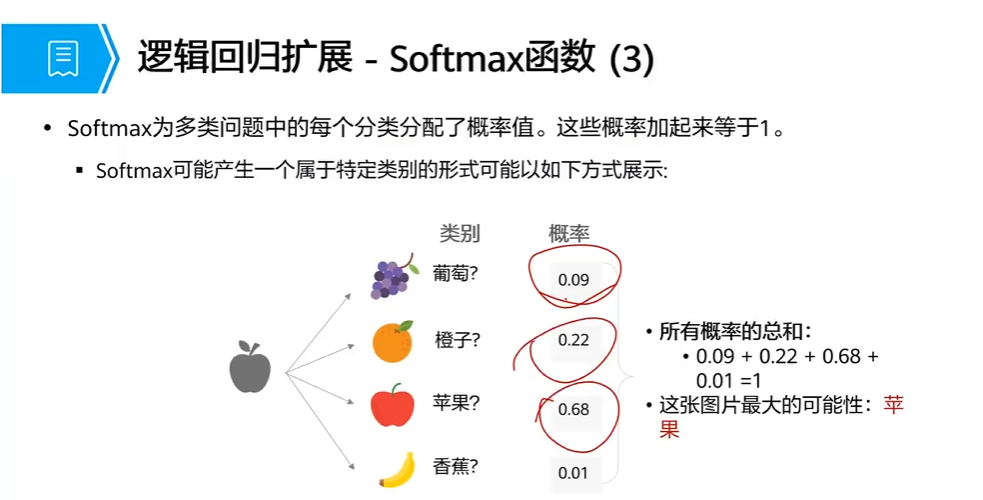 逻辑回归扩展 - Softmax函数 (3)
• Softmax为多类问题中的每个分类分配了概率值。这些概率加起来等于1。
▪ Softmax可能产生一个属于特定类别的形式可能以如下方式展示:
类别 概率
葡萄? 0.09
橙子? 0.22
苹果? 0.68
香蕉? 0.01
• 所有概率的总和:
• 0.09 + 0.22 + 0.68 +
0.01 =1
• 这张图片最大的可能性：苹
果